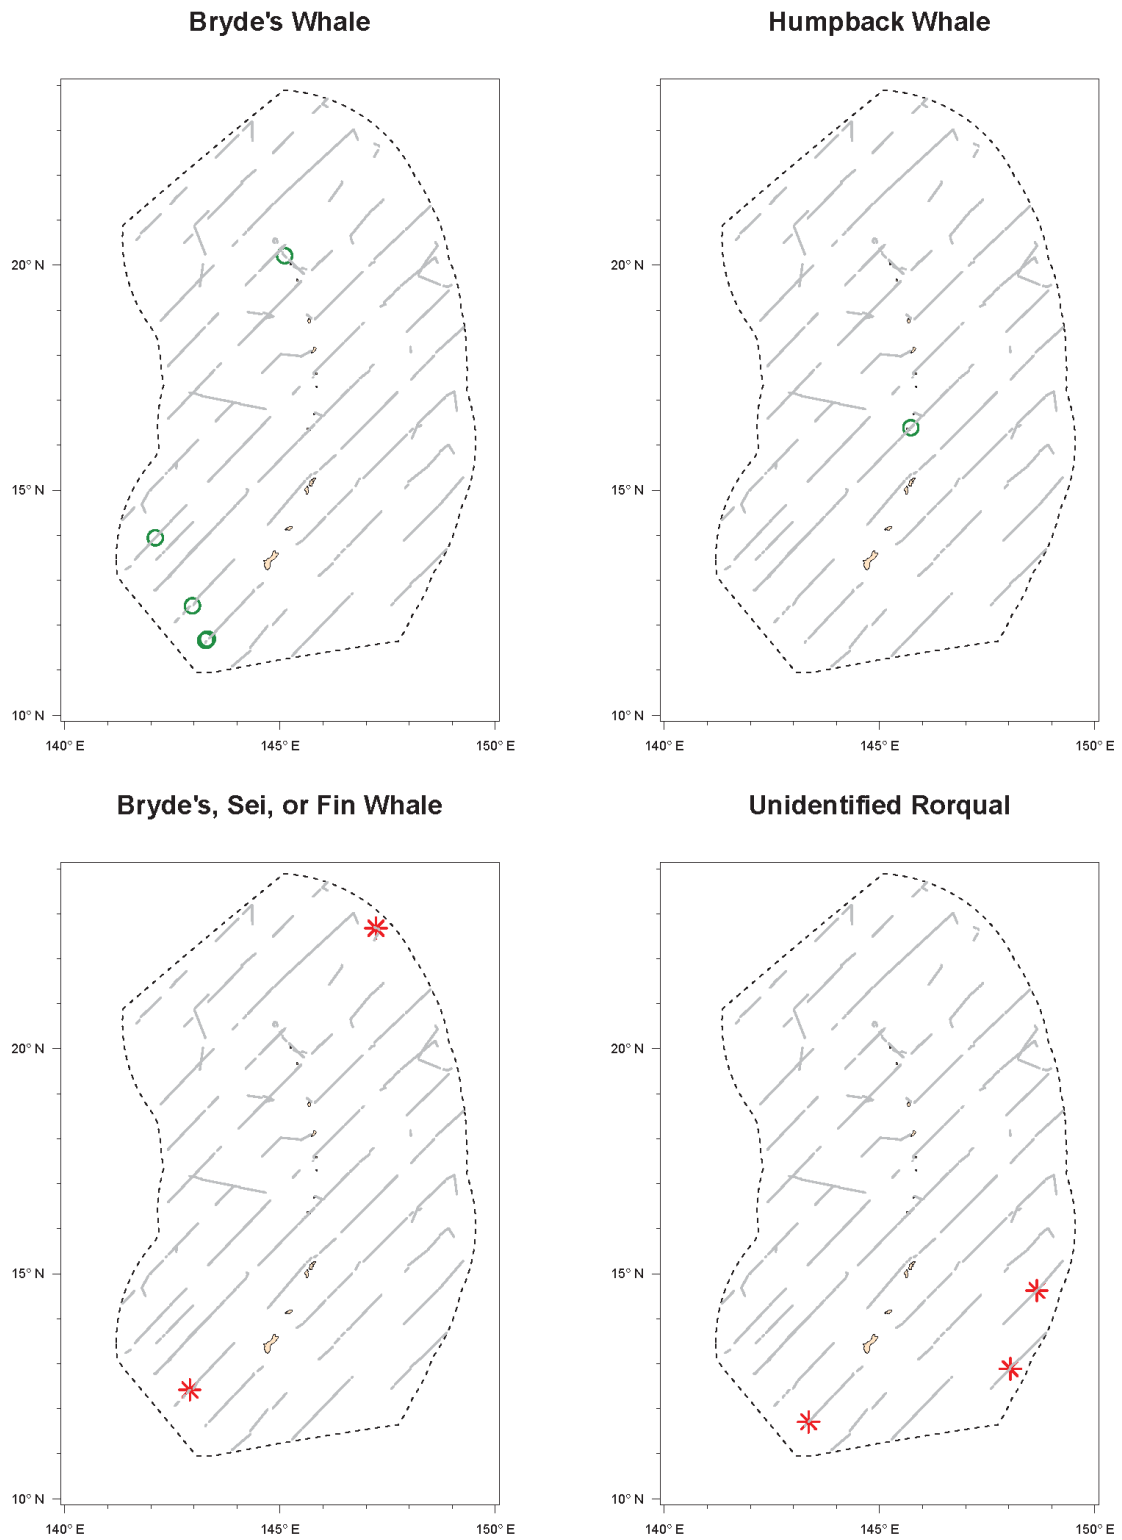 Bryde's Whale
Humpback Whale
20° N
15° N
10° N
140° E
145° E
150° E
20° N
15° N
10° N
140° E
145° E
150° E
Bryde's, Sei, or Fin Whale
Unidentified Rorqual
20° N
15° N
10° N
140° E
145° E
150° E
20° N
15° N
10° N
140° E
145° E
150° E